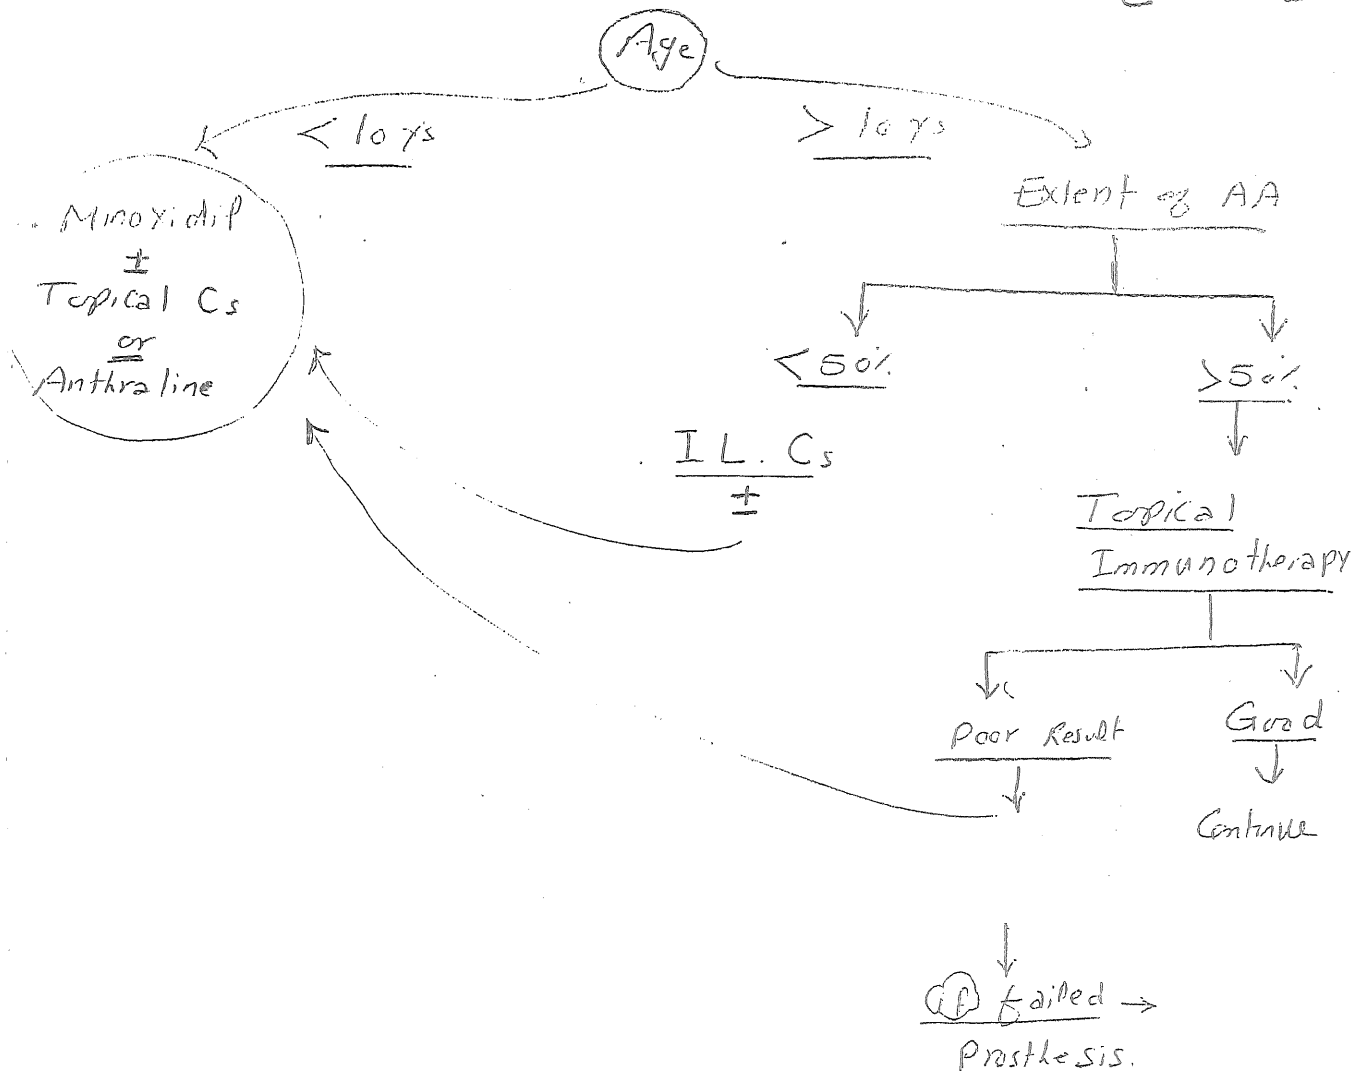 Age
< 10 ys
> 10 ys
Minoxidil
±
Topical Cs
or
Anthraline
Extent of AA
< 50%
> 50%
I L. Cs
±
Topical
Immunotherapy
Poor Result
Good
Continue
if failed →
Prosthesis.